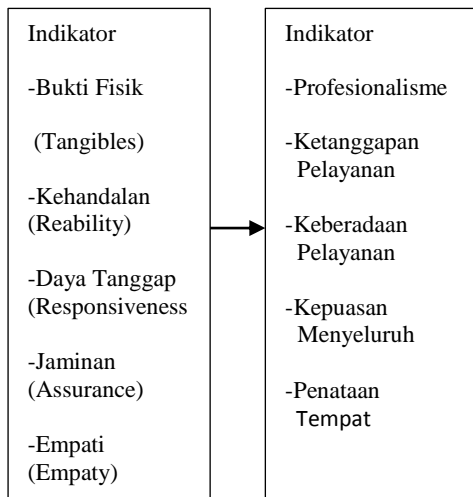 Indikator
-Bukti Fisik
(Tangibles)
-Kehandalan
(Reability)
-Daya Tanggap
(Responsiveness
-Jaminan
(Assurance)
-Empati
(Empaty)
Indikator
-Profesionalisme
-Ketanggapan
Pelayanan
-Keberadaan
Pelayanan
-Kepuasan
Menyeluruh
-Penataan
Tempat